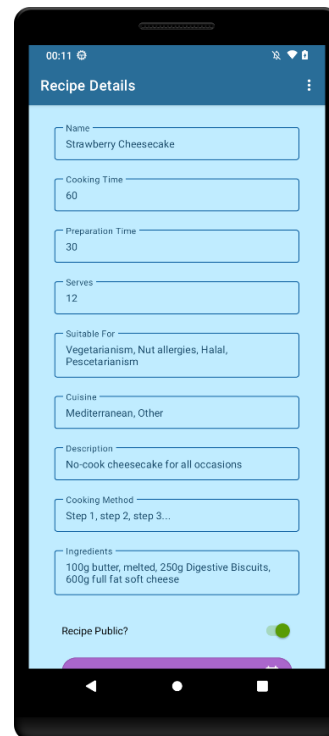 00:11
Recipe Details
Name
Strawberry Cheesecake
Cooking Time
60
Preparation Time
30
Serves
12
Suitable For
Vegetarianism, Nut allergies, Halal,
Pescetarianism
Cuisine
Mediterranean, Other
Description
No-cook cheesecake for all occasions
Cooking Method
Step 1, step 2, step 3...
Ingredients
100g butter, melted, 250g Digestive Biscuits,
600g full fat soft cheese
Recipe Public?